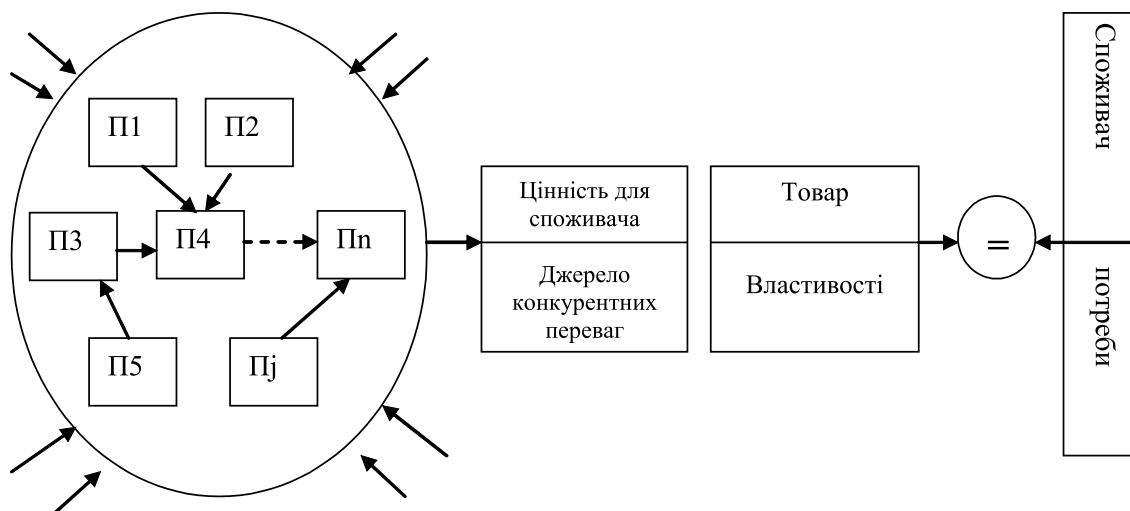 П1
П2
П3
П4
Пn
П5
Пj
Цінність для
споживача
Джерело
конкурентних
переваг
Товар
Властивості
=
Споживач
потреби